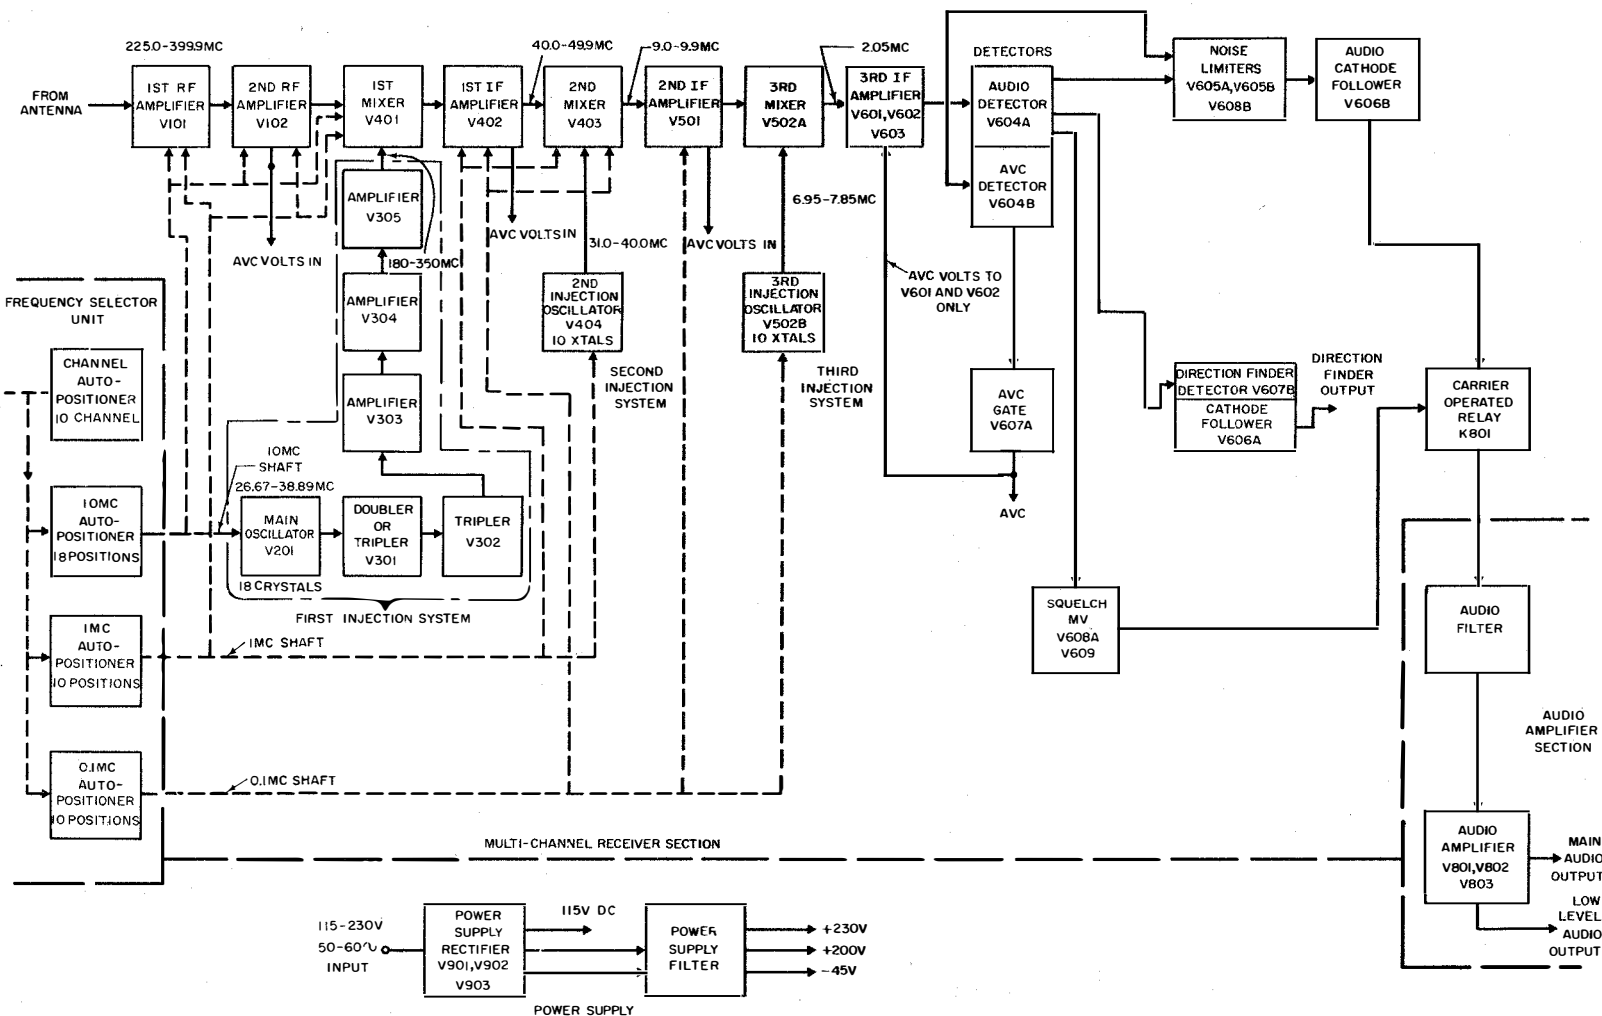 225.0-399.9MC
40.0-49.9MC
9.0-9.9MC
2.05MC
DETECTORS
FROM
ANTENNA
1ST RF
AMPLIFIER
V101
2ND RF
AMPLIFIER
V102
1ST
MIXER
V401
1ST IF
AMPLIFIER
V402
2ND
MIXER
V403
2ND IF
AMPLIFIER
V501
3RD
MIXER
V502A
3RD IF
AMPLIFIER
V601, V602
V603
AUDIO
DETECTOR
V604A
AVC
DETECTOR
V604B
NOISE
LIMITERS
V605A, V605B
V608B
AUDIO
CATHODE
FOLLOWER
V606B
AMPLIFIER
V305
6.95-7.85MC
AVC VOLTS IN
180-350MC
AVC VOLTS IN
31.0-40.0MC
AVC VOLTS IN
AVC VOLTS TO
V601 AND V602
ONLY
FREQUENCY SELECTOR
UNIT
AMPLIFIER
V304
2ND
INJECTION
OSCILLATOR
V404
10 XTALS
3RD
INJECTION
OSCILLATOR
V502B
10 XTALS
CHANNEL
AUTO-
POSITIONER
10 CHANNEL
AMPLIFIER
V303
SECOND
INJECTION
SYSTEM
THIRD
INJECTION
SYSTEM
AVC
GATE
V607A
DIRECTION FINDER
DETECTOR V607B
CATHODE
FOLLOWER
V606A
DIRECTION
FINDER
OUTPUT
CARRIER
OPERATED
RELAY
K801
10MC
SHAFT
26.67-38.89MC
AVC
10MC
AUTO-
POSITIONER
18 POSITIONS
MAIN
OSCILLATOR
V201
DOUBLER
OR
TRIPLER
V301
TRIPLER
V302
18 CRYSTALS
FIRST INJECTION SYSTEM
1MC
AUTO-
POSITIONER
10 POSITIONS
1MC SHAFT
SQUELCH
MV
V608A
V609
AUDIO
FILTER
AUDIO
AMPLIFIER
SECTION
0.1MC
AUTO-
POSITIONER
10 POSITIONS
0.1MC SHAFT
MULTI-CHANNEL RECEIVER SECTION
AUDIO
AMPLIFIER
V801, V802
V803
MAIN
AUDIO
OUTPUT
LOW
LEVEL
AUDIO
OUTPUT
115-230V
50-60∿
INPUT
POWER
SUPPLY
RECTIFIER
V901, V902
V903
115V DC
POWER
SUPPLY
FILTER
+230V
+200V
-45V
POWER SUPPLY